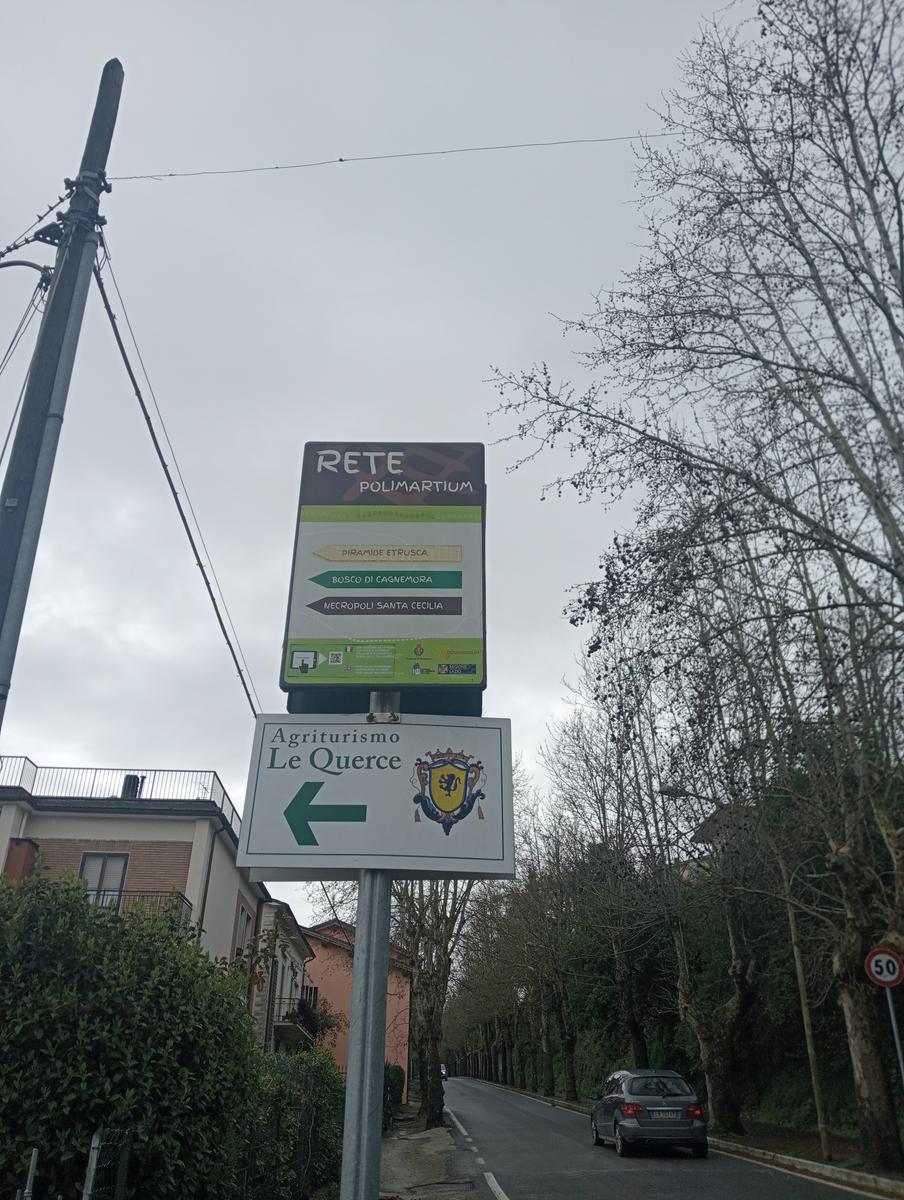 RETE
POLIMARTIUM
PIRAMIDE ETRUSCA
BOSCO DI CAGNEMORA
NECROPOLI SANTA CECILIA
Agriturismo
Le Querce
50